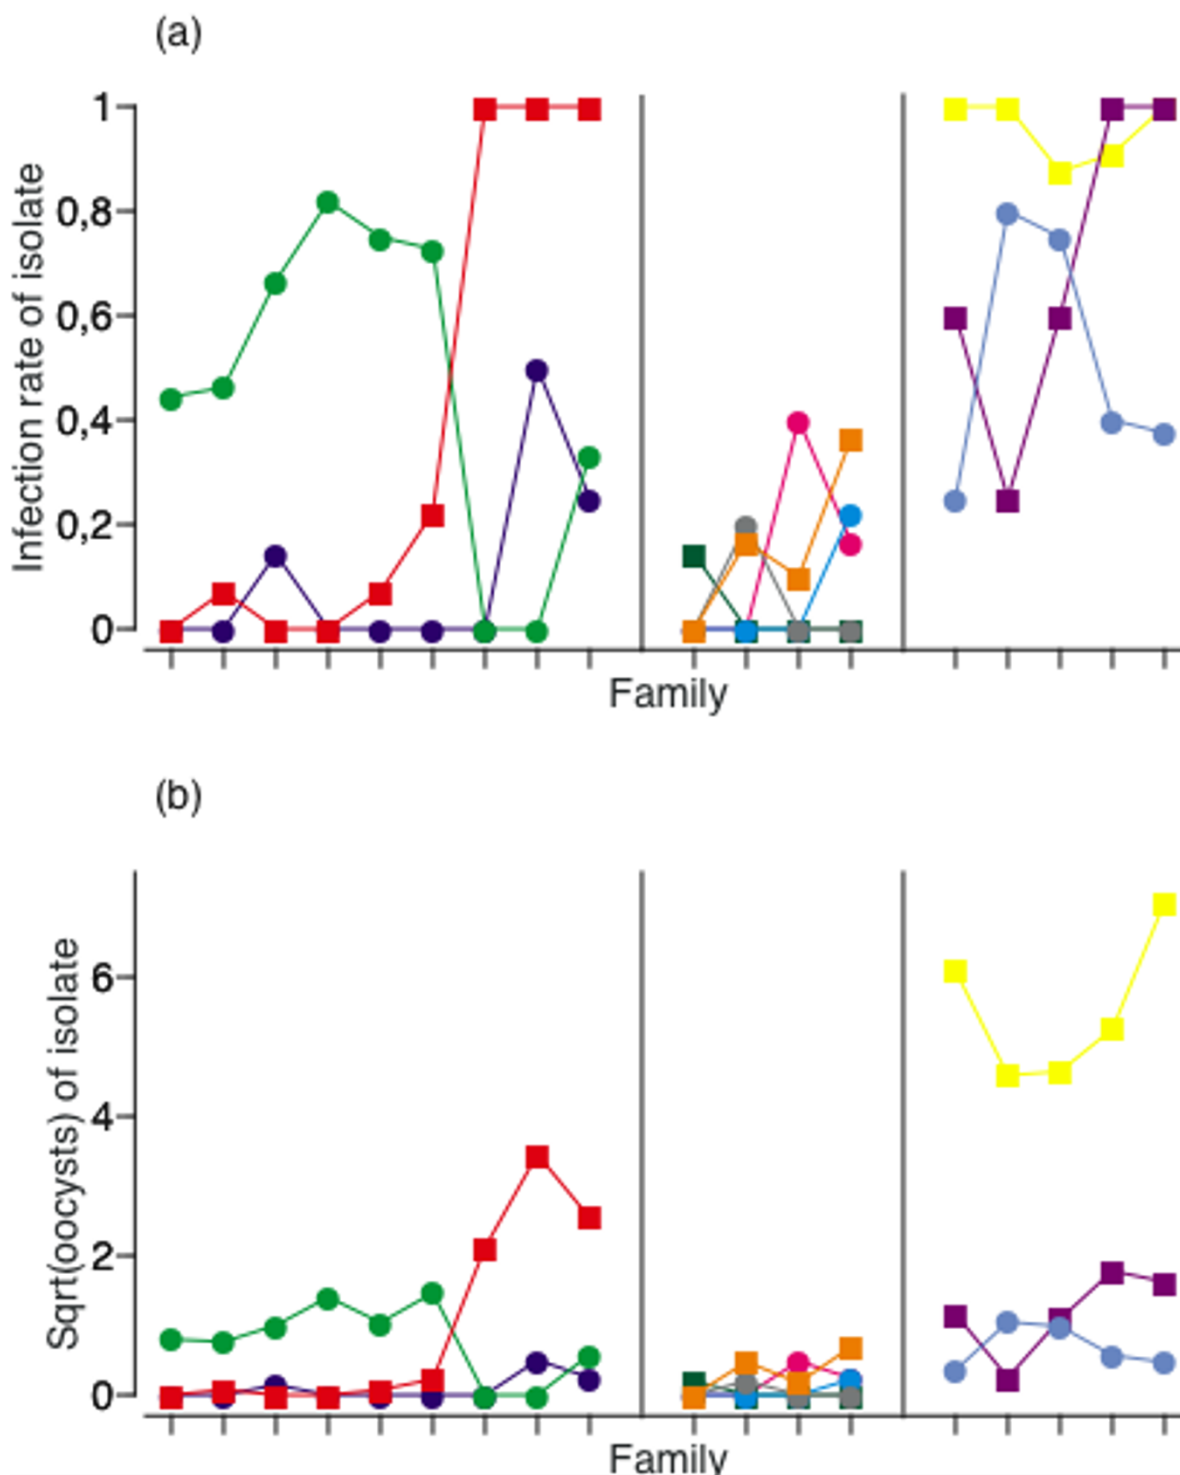 (a)
Infection rate of isolate
1
0,8
0,6
0,4
0,2
0
Family
(b)
Sqrt(oocysts) of isolate
6
4
2
0
Family